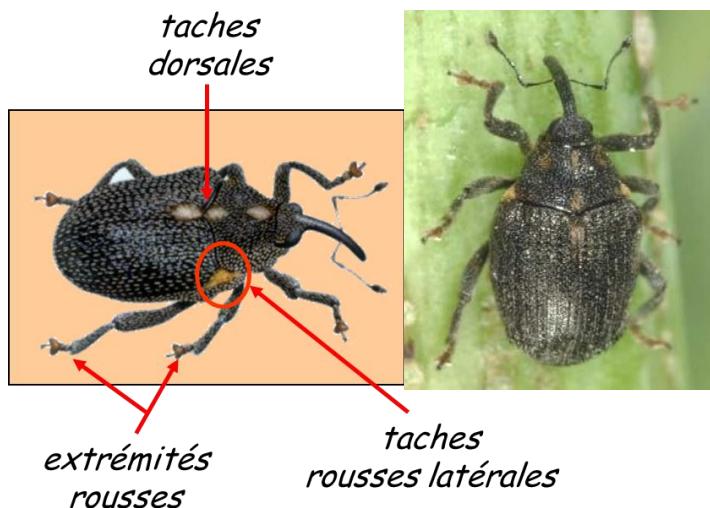 taches
dorsales
extrémités
rousses
taches
rousses latérales